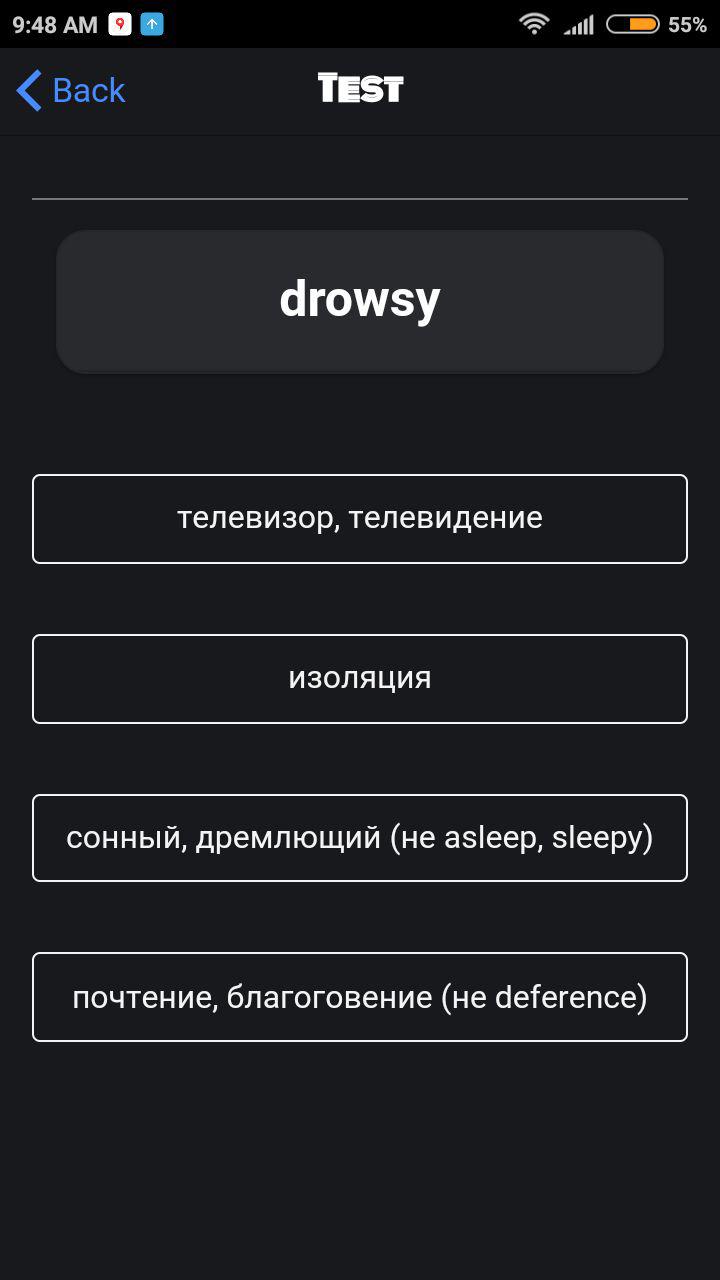 9:48 AM 55%
Back TEST
drowsy
телевизор, телевидение
изоляция
сонный, дремлющий (не asleep, sleepy)
почтение, благоговение (не deference)